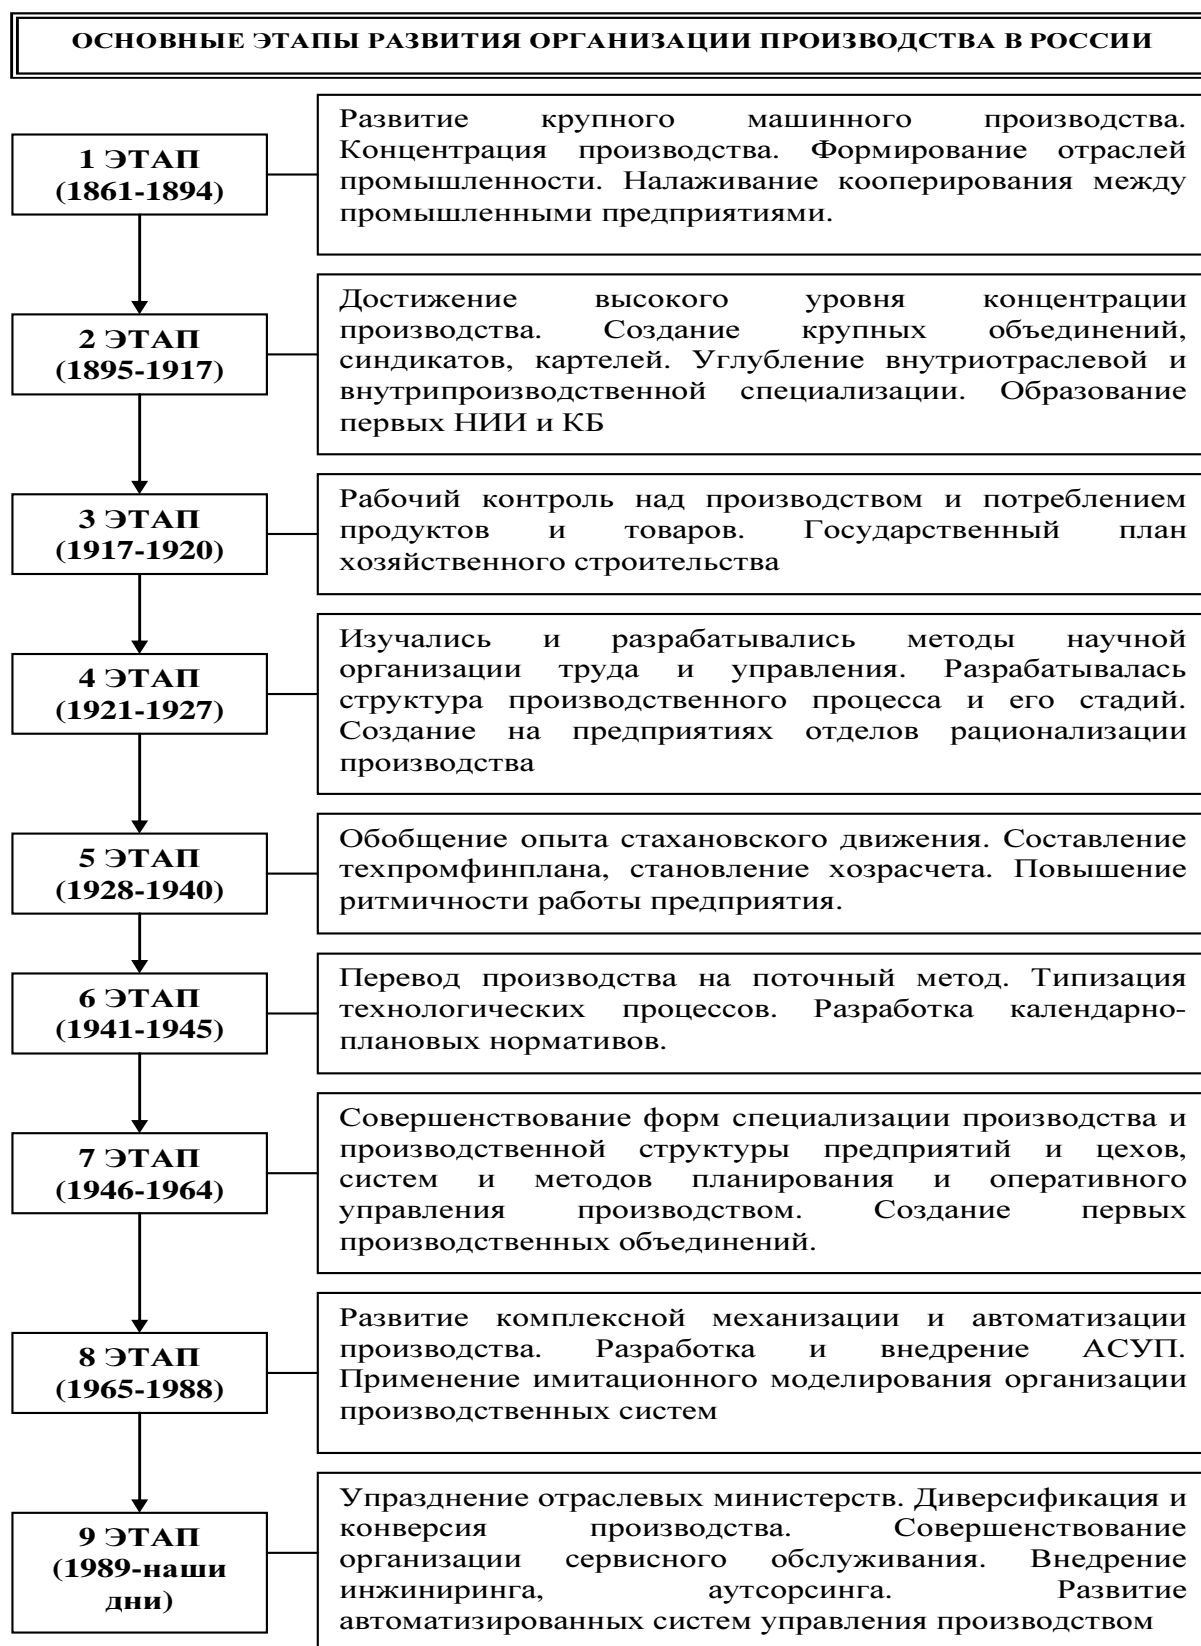 ОСНОВНЫЕ ЭТАПЫ РАЗВИТИЯ ОРГАНИЗАЦИИ ПРОИЗВОДСТВА В РОССИИ
1 ЭТАП
(1861-1894)
Развитие крупного машинного производства.
Концентрация производства. Формирование отраслей
промышленности. Налаживание кооперирования между
промышленными предприятиями.
2 ЭТАП
(1895-1917)
Достижение высокого уровня концентрации
производства. Создание крупных объединений,
синдикатов, картелей. Углубление внутриотраслевой и
внутрипроизводственной специализации. Образование
первых НИИ и КБ
3 ЭТАП
(1917-1920)
Рабочий контроль над производством и потреблением
продуктов и товаров. Государственный план
хозяйственного строительства
4 ЭТАП
(1921-1927)
Изучались и разрабатывались методы научной
организации труда и управления. Разрабатывалась
структура производственного процесса и его стадий.
Создание на предприятиях отделов рационализации
производства
5 ЭТАП
(1928-1940)
Обобщение опыта стахановского движения. Составление
техпромфинплана, становление хозрасчета. Повышение
ритмичности работы предприятия.
6 ЭТАП
(1941-1945)
Перевод производства на поточный метод. Типизация
технологических процессов. Разработка календарно-
плановых нормативов.
7 ЭТАП
(1946-1964)
Совершенствование форм специализации производства и
производственной структуры предприятий и цехов,
систем и методов планирования и оперативного
управления производством. Создание первых
производственных объединений.
8 ЭТАП
(1965-1988)
Развитие комплексной механизации и автоматизации
производства. Разработка и внедрение АСУП.
Применение имитационного моделирования организации
производственных систем
9 ЭТАП
(1989-наши
дни)
Упразднение отраслевых министерств. Диверсификация и
конверсия производства. Совершенствование
организации сервисного обслуживания. Внедрение
инжиниринга, аутсорсинга. Развитие
автоматизированных систем управления производством